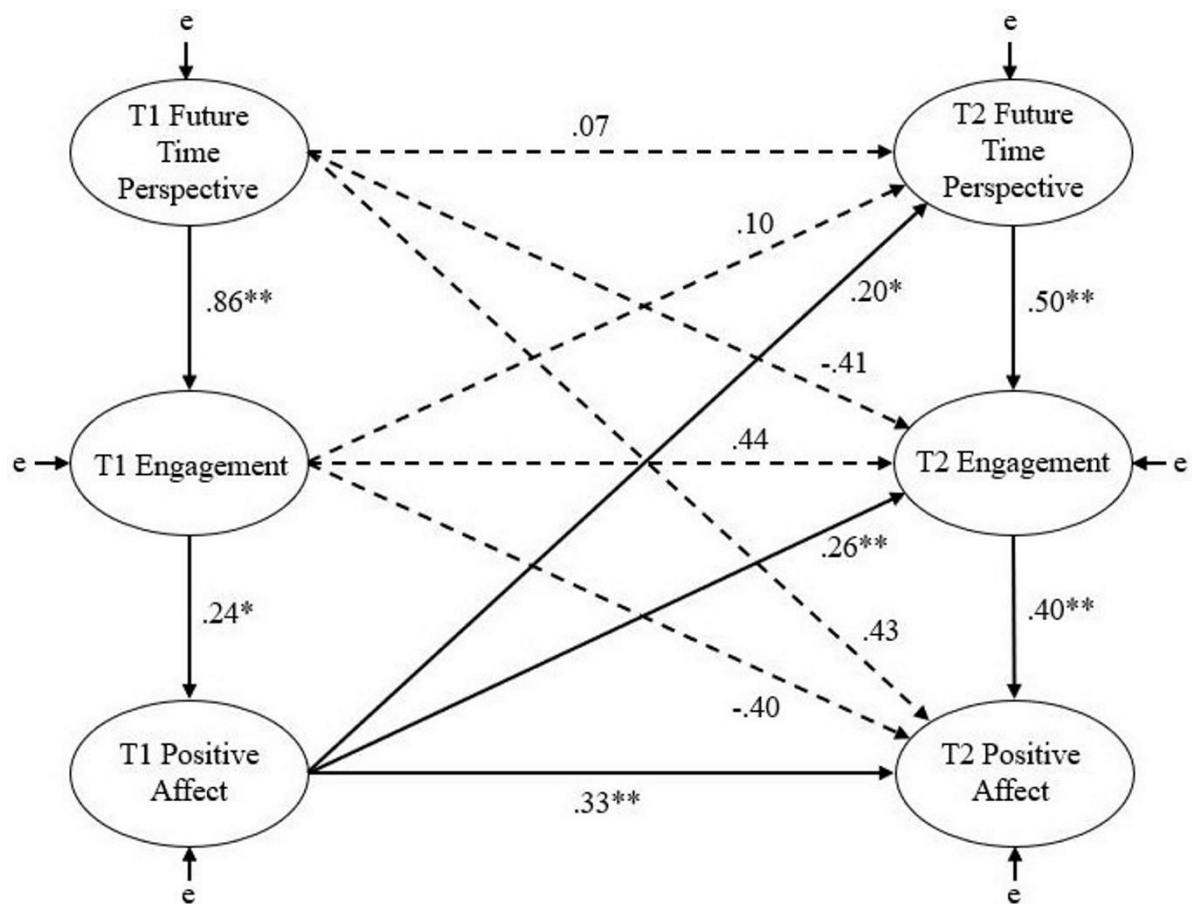 e
e
T1 Future
Time
Perspective
T2 Future
Time
Perspective
.07
.10
.86**
.20*
.50**
-.41
e
T1 Engagement
.44
T2 Engagement
e
.26**
.24*
.43
.40**
-.40
T1 Positive
Affect
T2 Positive
Affect
.33**
e
e